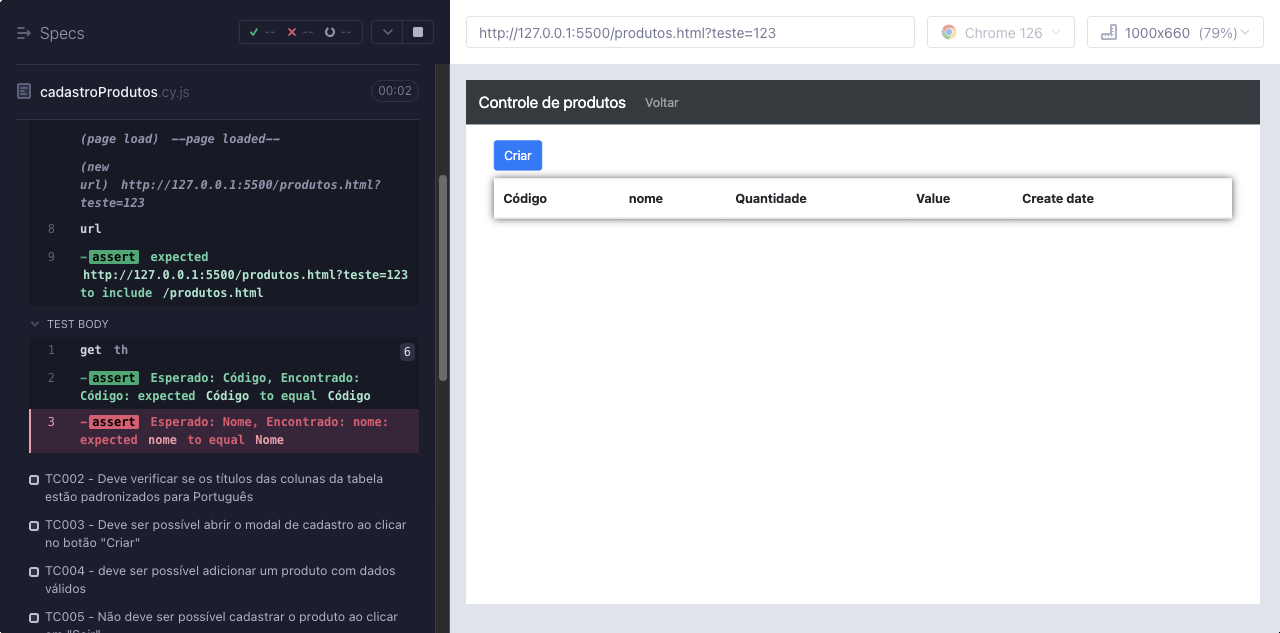 Specs
-- -- --
cadastroProdutos.cy.js
00:02
(page load) --page loaded--
(new
url) http://127.0.0.1:5500/produtos.html?
teste=123
8 url
9 -assert expected
http://127.0.0.1:5500/produtos.html?teste=123
to include /produtos.html
TEST BODY
1 get th 6
2 -assert Esperado: Código, Encontrado:
Código: expected Código to equal Código
3 -assert Esperado: Nome, Encontrado: nome:
expected nome to equal Nome
TC002 - Deve verificar se os títulos das colunas da tabela
estão padronizados para Português
TC003 - Deve ser possível abrir o modal de cadastro ao clicar
no botão "Criar"
TC004 - deve ser possível adicionar um produto com dados
válidos
TC005 - Não deve ser possível cadastrar o produto ao clicar
em "Sair"
http://127.0.0.1:5500/produtos.html?teste=123
Chrome 126
1000x660 (79%)
Controle de produtos Voltar
Criar
Código nome Quantidade Value Create date